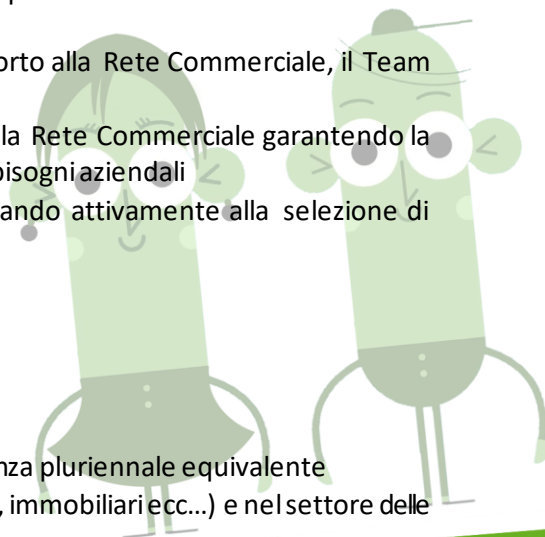 orto alla Rete Commerciale, il Team
la Rete Commerciale garantendo la
bisogni aziendali
ando attivamente alla selezione di
nza pluriennale equivalente
, immobiliari ecc...) e nel settore delle